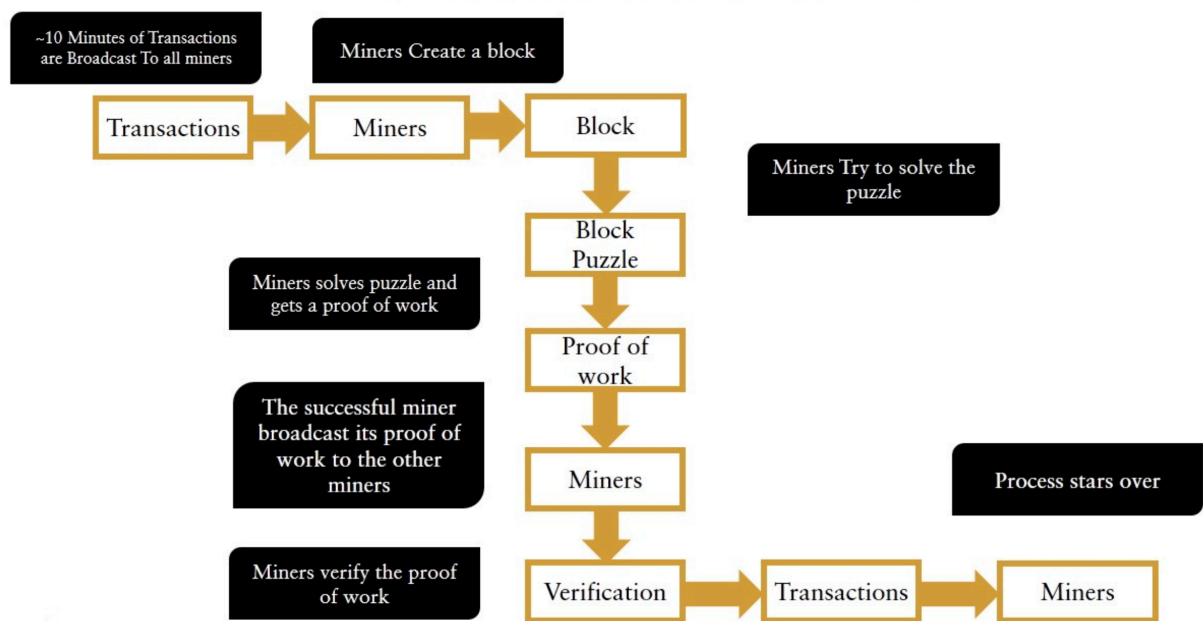 ~10 Minutes of Transactions
are Broadcast To all miners
Miners Create a block
Transactions
Miners
Block
Miners Try to solve the
puzzle
Block
Puzzle
Miners solves puzzle and
gets a proof of work
Proof of
work
The successful miner
broadcast its proof of
work to the other
miners
Miners
Process stars over
Miners verify the proof
of work
Verification
Transactions
Miners